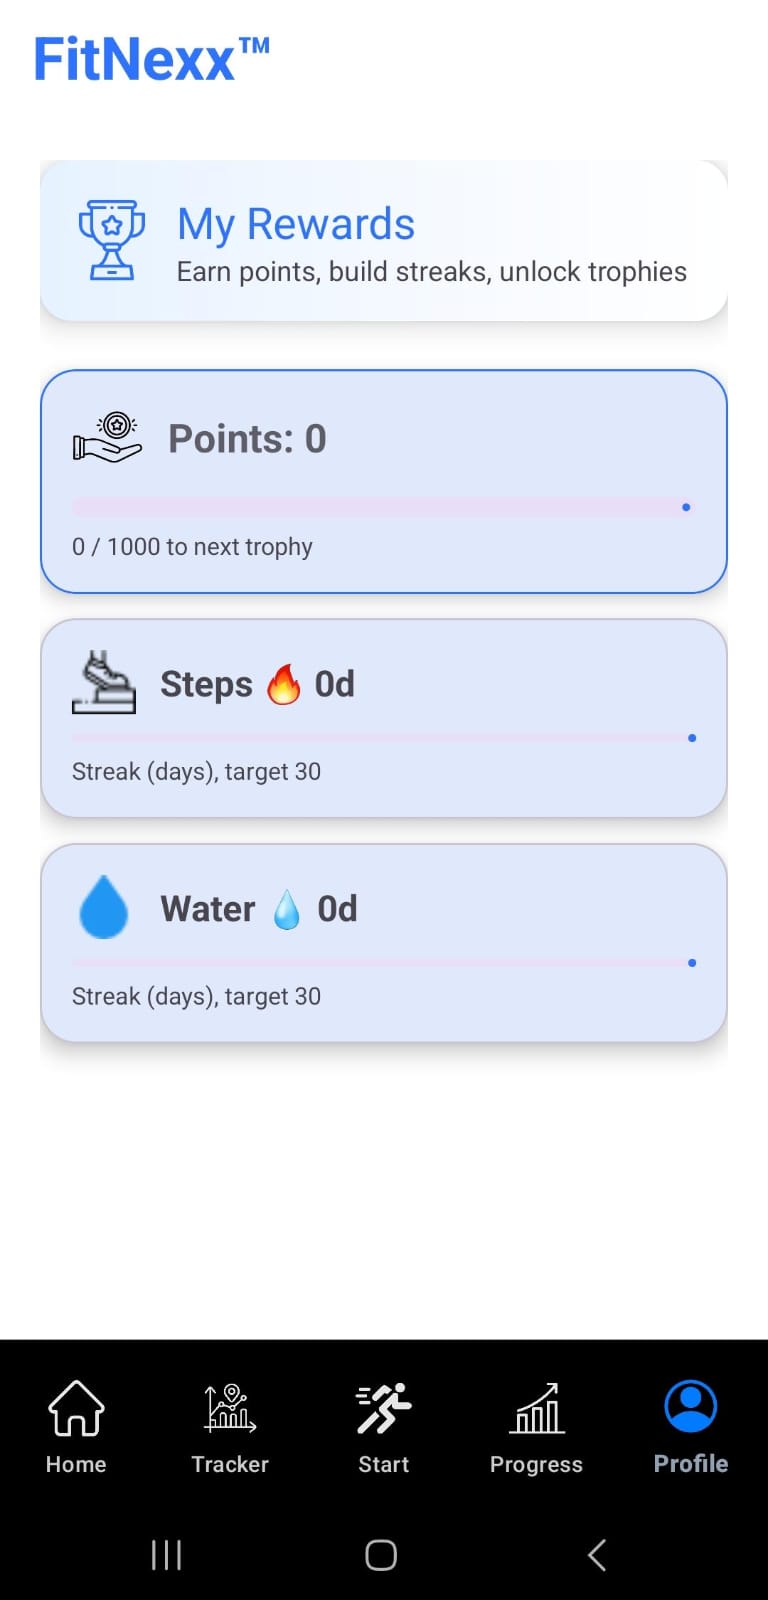 FitNexx™
My Rewards
Earn points, build streaks, unlock trophies
Points: 0
0 / 1000 to next trophy
Steps 🔥 0d
Streak (days), target 30
Water 💧 0d
Streak (days), target 30
Home
Tracker
Start
Progress
Profile